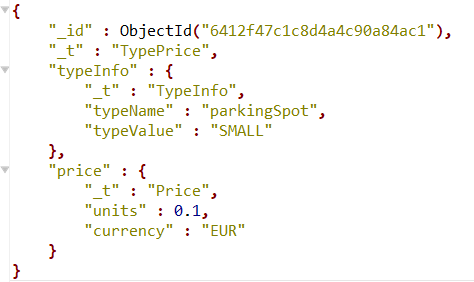 {
    "_id" : ObjectId("6412f47c1c8d4a4c90a84ac1"),
    "_t" : "TypePrice",
    "typeInfo" : {
        "_t" : "TypeInfo",
        "typeName" : "parkingSpot",
        "typeValue" : "SMALL"
    },
    "price" : {
        "_t" : "Price",
        "units" : 0.1,
        "currency" : "EUR"
    }
}